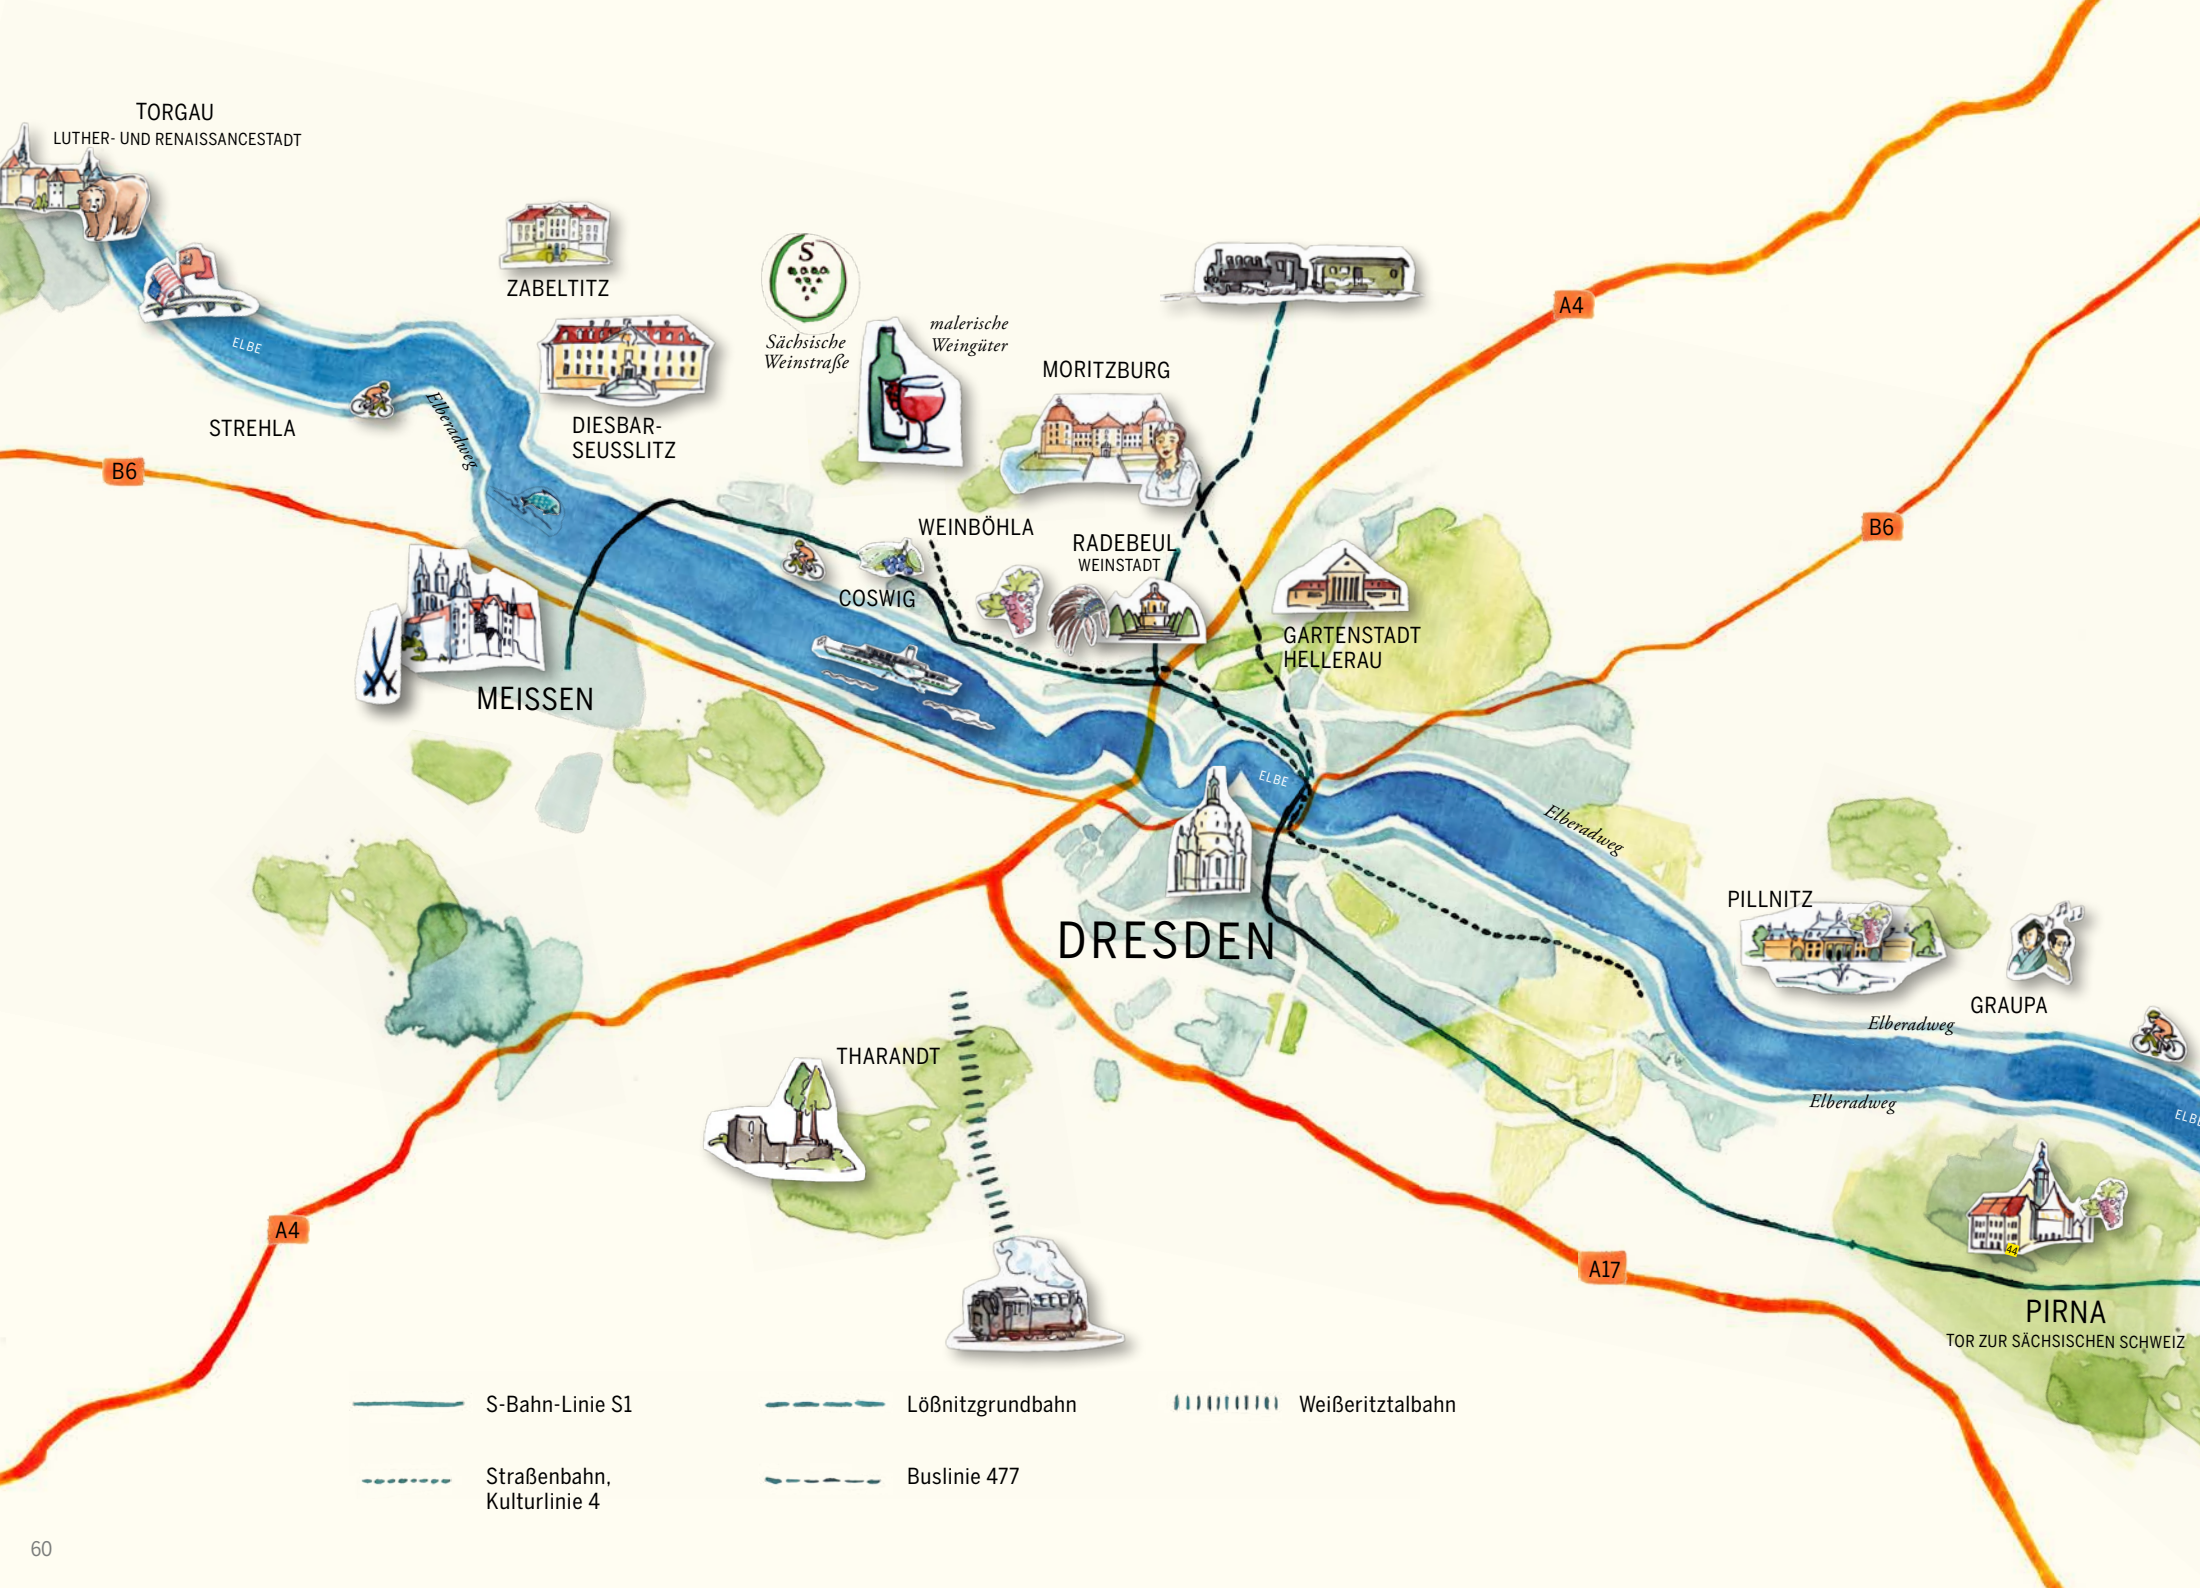 TORGAU
LUTHER- UND RENAISSANCESTADT
ZABELTITZ
S
Sächsische
Weinstraße
malerische
Weingüter
A4
ELBE
MORITZBURG
STREHLA
Elberadweg
DIESBAR-
SEUSSLITZ
B6
WEINBÖHLA
B6
RADEBEUL
WEINSTADT
COSWIG
GARTENSTADT
HELLERAU
MEISSEN
ELBE
Elberadweg
PILLNITZ
DRESDEN
GRAUPA
Elberadweg
THARANDT
Elberadweg
ELBE
A4
44
A17
PIRNA
TOR ZUR SÄCHSISCHEN SCHWEIZ
S-Bahn-Linie S1
Lößnitzgrundbahn
Weißeritztalbahn
Straßenbahn,
Kulturlinie 4
Buslinie 477
60